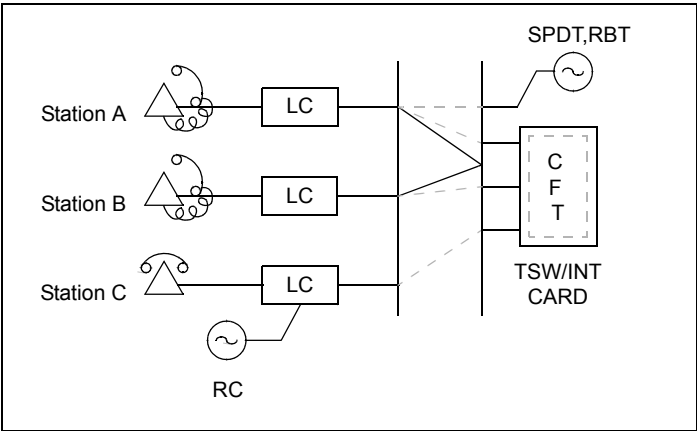 SPDT,RBT
Station A
LC
Station B
LC
C
F
T
TSW/INT
CARD
Station C
LC
RC